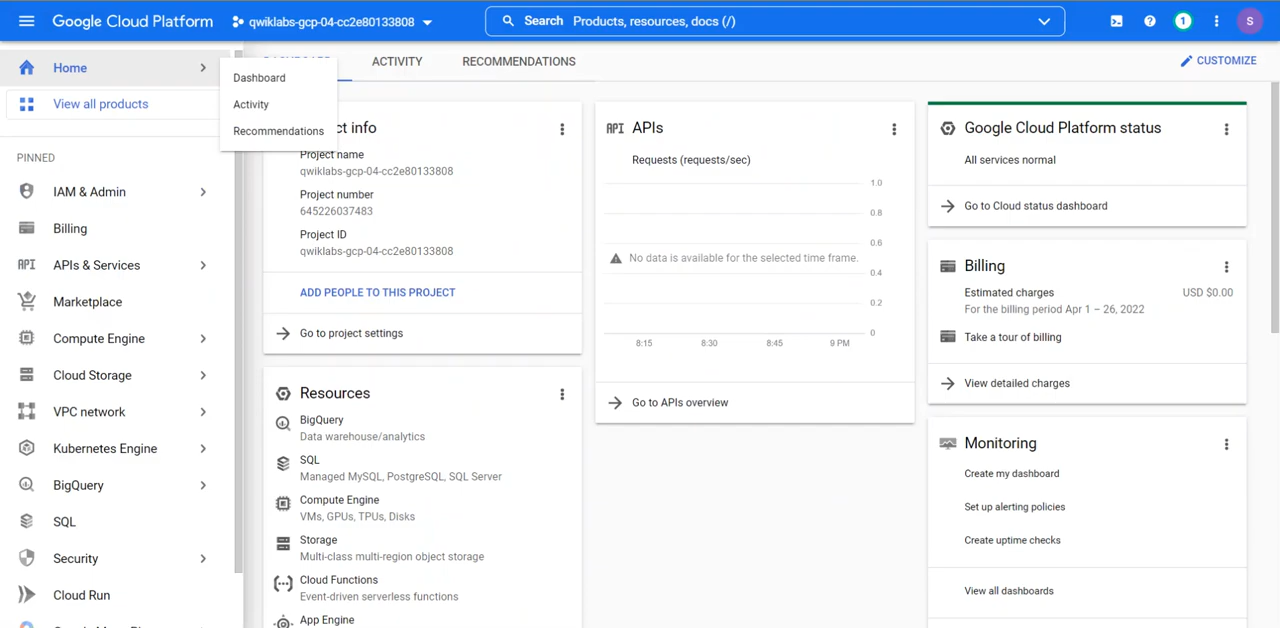 Google Cloud Platform
qwiklabs-gcp-04-cc2e80133808
Search Products, resources, docs (/)
1
S
Home
View all products
PINNED
IAM & Admin
Billing
API APIs & Services
Marketplace
Compute Engine
Cloud Storage
VPC network
Kubernetes Engine
BigQuery
SQL
Security
Cloud Run
Dashboard
Activity
Recommendations
ACTIVITY
RECOMMENDATIONS
CUSTOMIZE
ct info
Project name
qwiklabs-gcp-04-cc2e80133808
Project number
645226037483
Project ID
qwiklabs-gcp-04-cc2e80133808
ADD PEOPLE TO THIS PROJECT
Go to project settings
Resources
BigQuery
Data warehouse/analytics
SQL
Managed MySQL, PostgreSQL, SQL Server
Compute Engine
VMs, GPUs, TPUs, Disks
Storage
Multi-class multi-region object storage
Cloud Functions
Event-driven serverless functions
App Engine
API APIs
Requests (requests/sec)
1.0
0.8
0.6
No data is available for the selected time frame.
0.4
0.2
0
8:15 8:30 8:45 9 PM
Go to APIs overview
Google Cloud Platform status
All services normal
Go to Cloud status dashboard
Billing
Estimated charges USD $0.00
For the billing period Apr 1 – 26, 2022
Take a tour of billing
View detailed charges
Monitoring
Create my dashboard
Set up alerting policies
Create uptime checks
View all dashboards